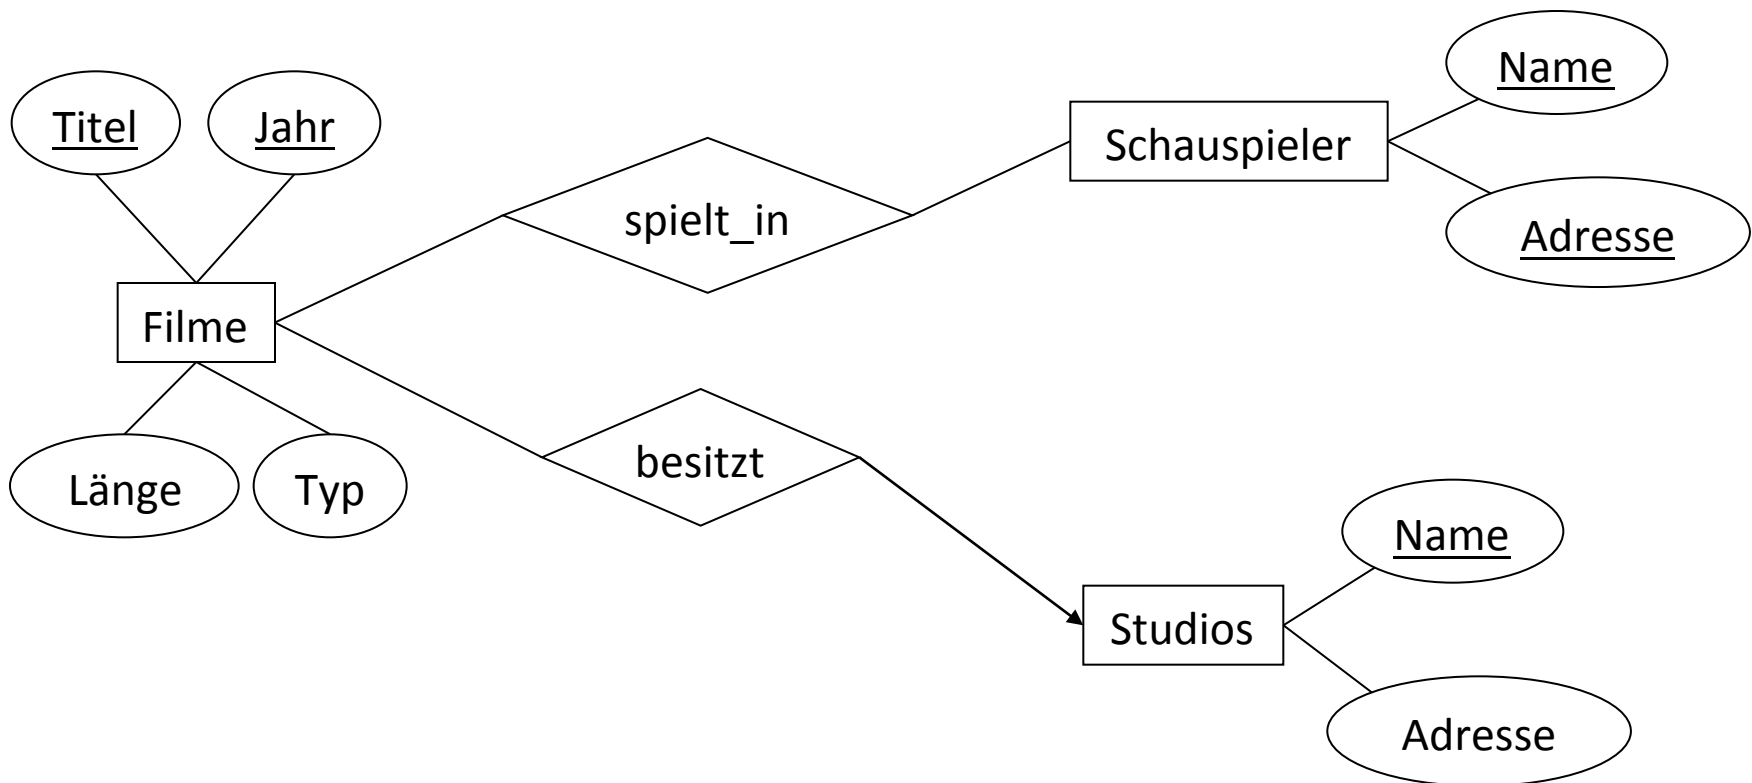 Name
Titel
Jahr
Schauspieler
spielt_in
Adresse
Filme
besitzt
Länge
Typ
Name
Studios
Adresse